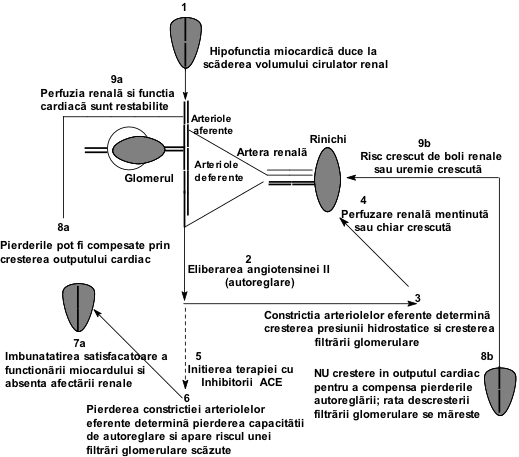 1
Hipofunctia miocardică duce la
scăderea volumului cirulator renal
9a
Perfuzia renală si functia
cardiacă sunt restabilite
Arteriole
aferente
Glomerul
Arteriole
deferente
Artera renală
Rinichi
9b
Risc crescut de boli renale
sau uremie crescută
4
Perfuzare renală mentinută
sau chiar crescută
8a
Pierderile pot fi compesate prin
cresterea outputului cardiac
2
Eliberarea angiotensinei II
(autoreglare)
3
Constrictia arteriolelor eferente determină
cresterea presiunii hidrostatice si cresterea
filtrării glomerulare
7a
Imbunatatirea satisfacatoare a
functionării miocardului si
absenta afectării renale
5
Initierea terapiei cu
Inhibitorii ACE
8b
NU crestere in outputul cardiac
pentru a compensa pierderile
autoreglării; rata descresterii
filtrării glomerulare se măreste
6
Pierderea constrictiei arteriolelor
eferente determină pierderea capacitătii
de autoreglare si apare riscul unei
filtrări glomerulare scăzute